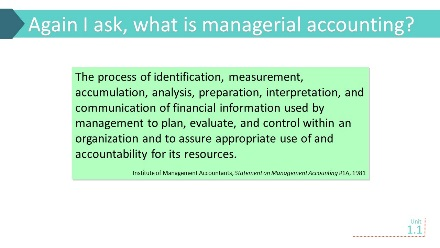 Again I ask, what is managerial accounting?
The process of identification, measurement,
accumulation, analysis, preparation, interpretation, and
communication of financial information used by
management to plan, evaluate, and control within an
organization and to assure appropriate use of and
accountability for its resources.
Institute of Management Accountants, Statement on Management Accounting #1A, 1981
Unit
1.1